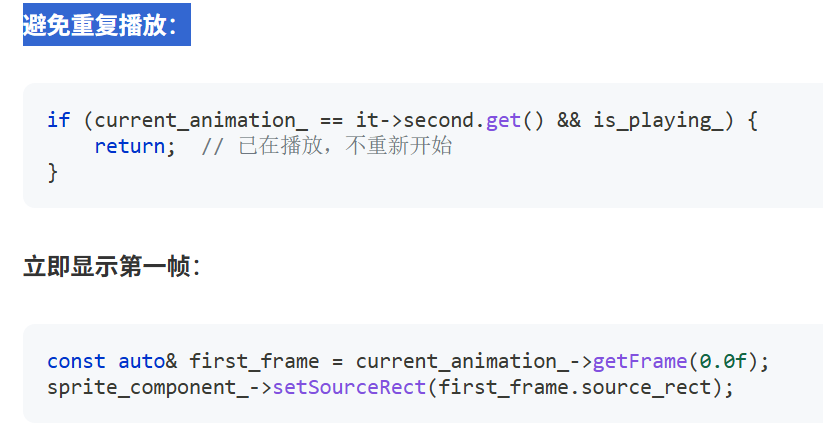 避免重复播放：
if (current_animation_ == it->second.get() && is_playing_) {
    return;  // 已在播放，不重新开始
}
立即显示第一帧：
const auto& first_frame = current_animation_->getFrame(0.0f);
sprite_component_->setSourceRect(first_frame.source_rect);